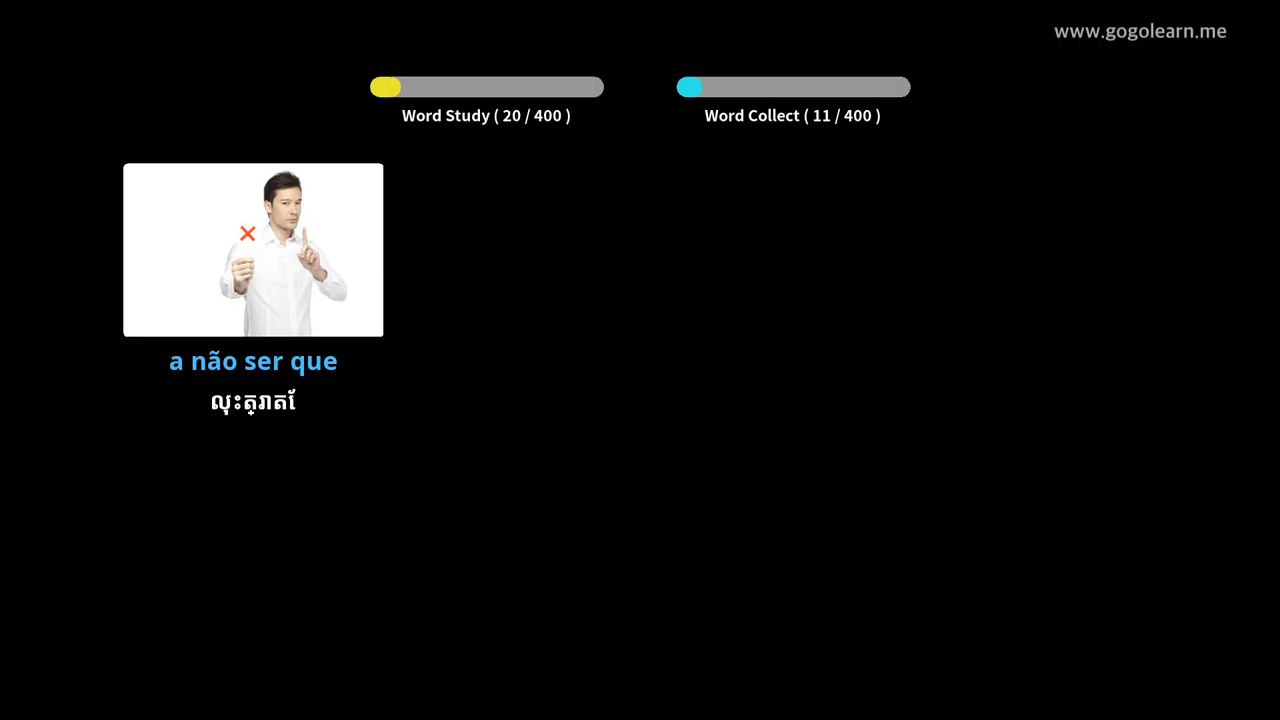 www.gogolearn.me
Word Study ( 20 / 400 )
Word Collect ( 11 / 400 )
a não ser que
លុះត្រាតែ